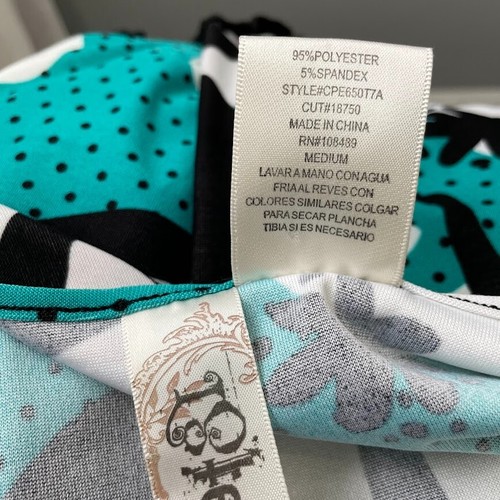 95%POLYESTER
5%SPANDEX
STYLE#CPE650T7A
CUT#18750
MADE IN CHINA
RN#108489
MEDIUM
LAVAR A MANO CON AGUA
FRIA AL REVES CON
COLORES SIMILARES COLGAR
PARA SECAR PLANCHA
TIBIA SI ES NECESARIO